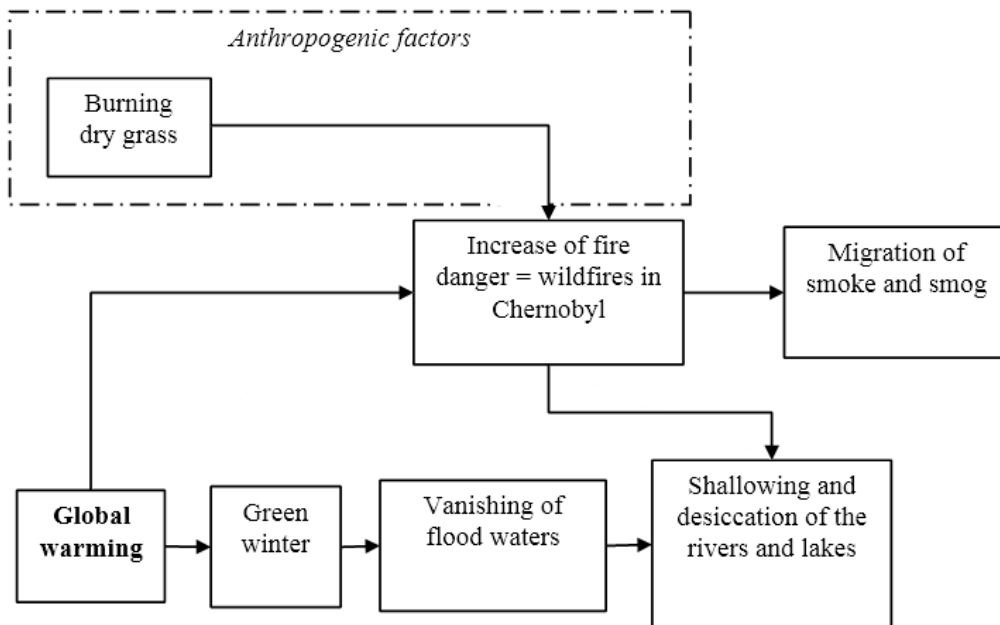 Anthropogenic factors
Burning
dry grass
Increase of fire
danger = wildfires in
Chernobyl
Migration of
smoke and smog
Global
warming
Green
winter
Vanishing of
flood waters
Shallowing and
desiccation of the
rivers and lakes